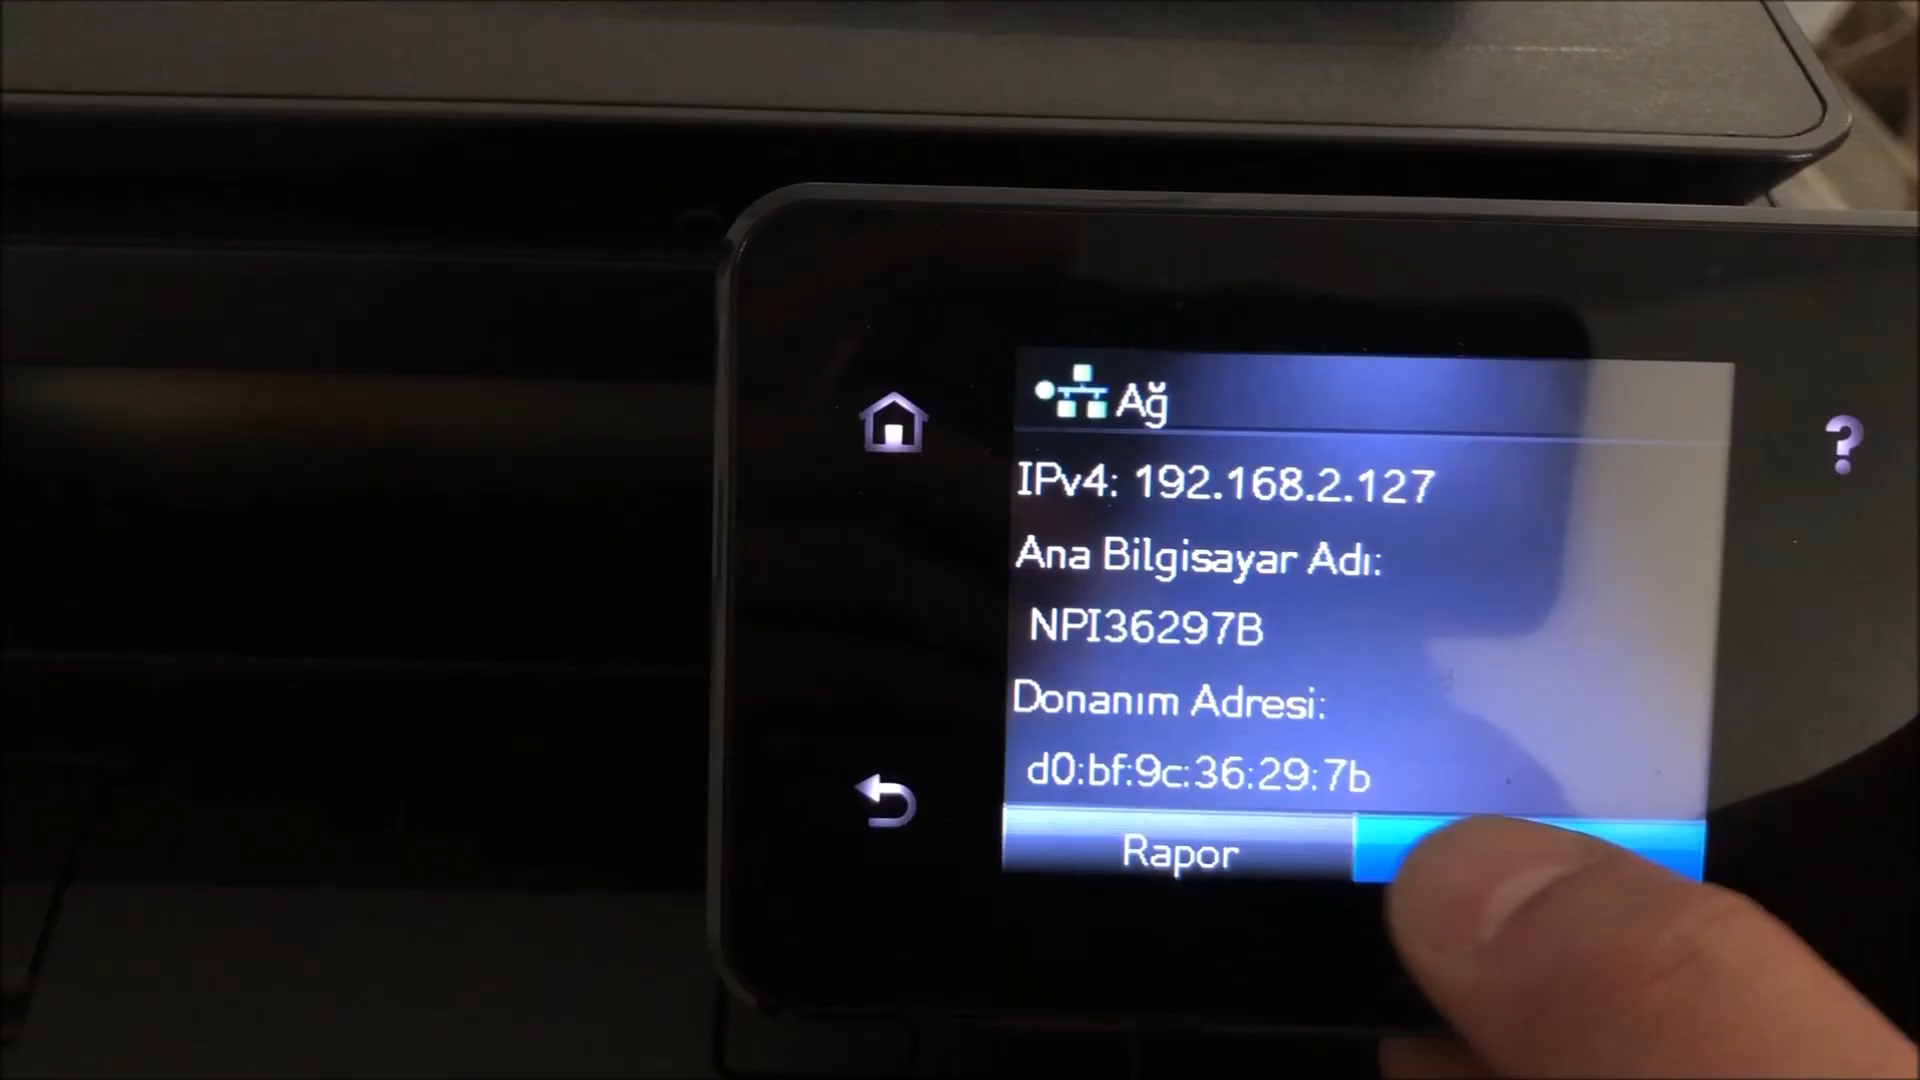 Ağ
IPv4: 192.168.2.127
Ana Bilgisayar Adı:
NPI36297B
Donanım Adresi:
d0:bf:9c:36:29:7b
Rapor
?